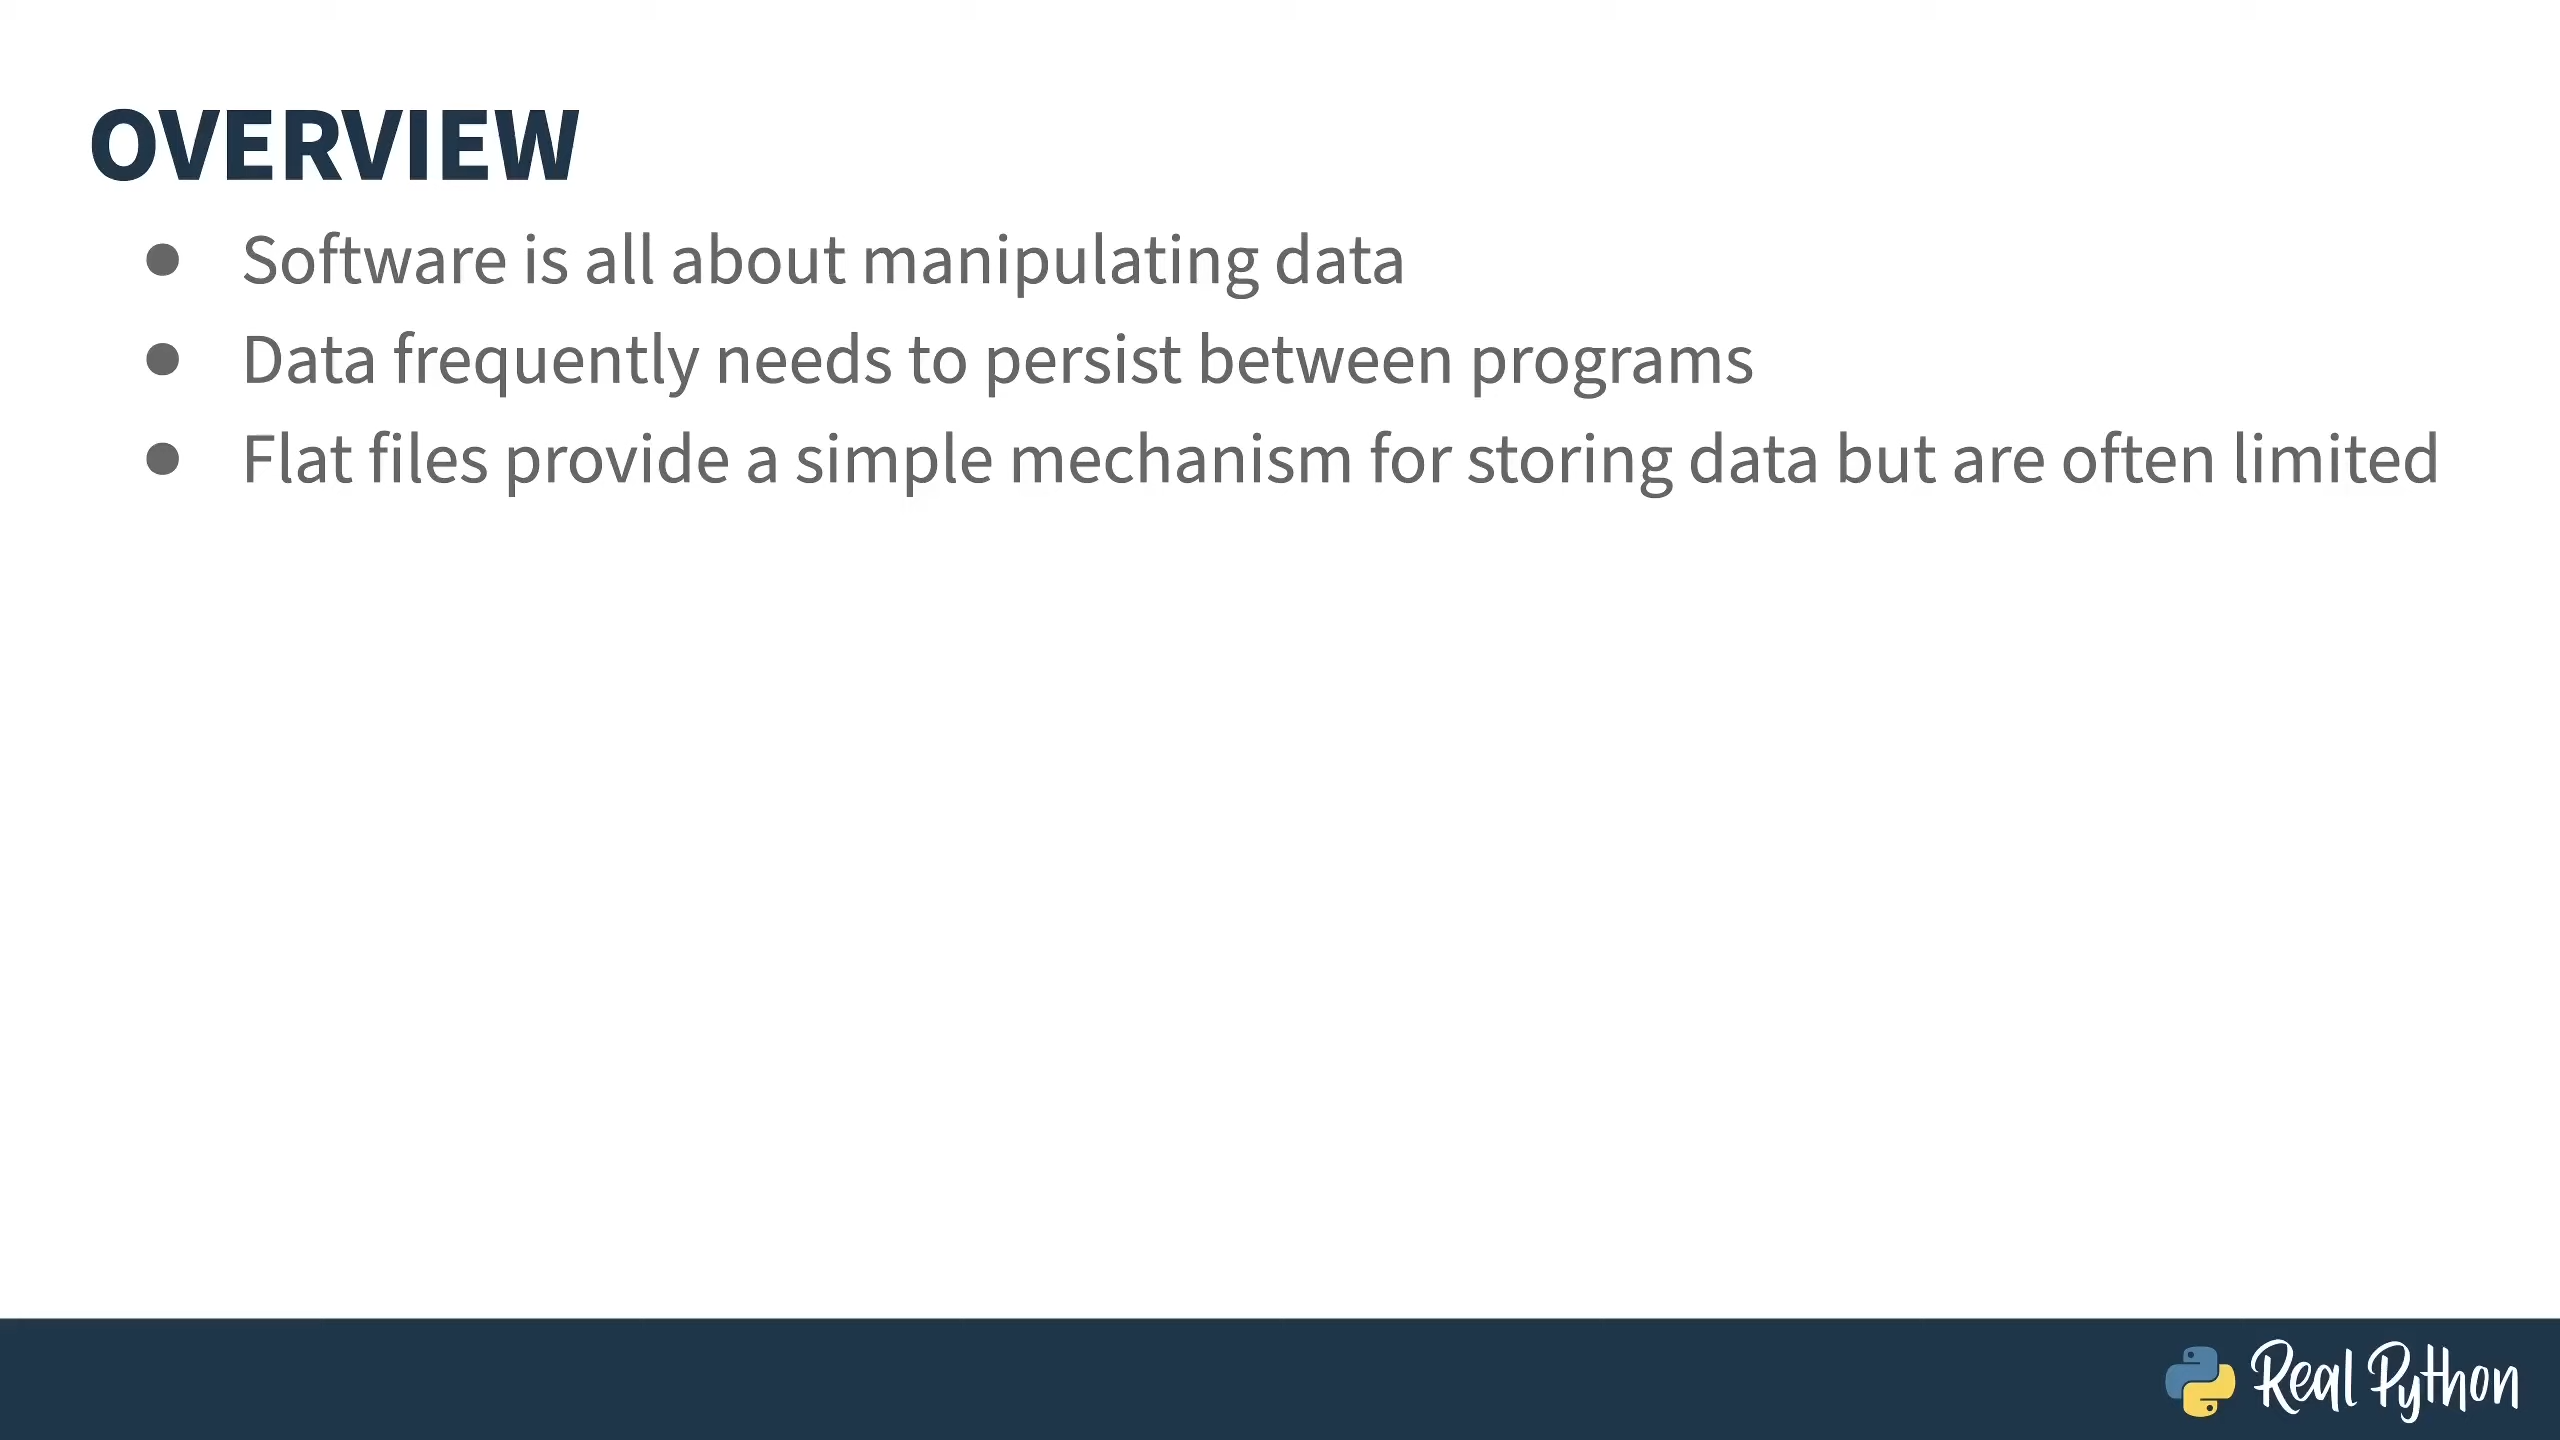 OVERVIEW
● Software is all about manipulating data
● Data frequently needs to persist between programs
● Flat files provide a simple mechanism for storing data but are often limited
Real Python